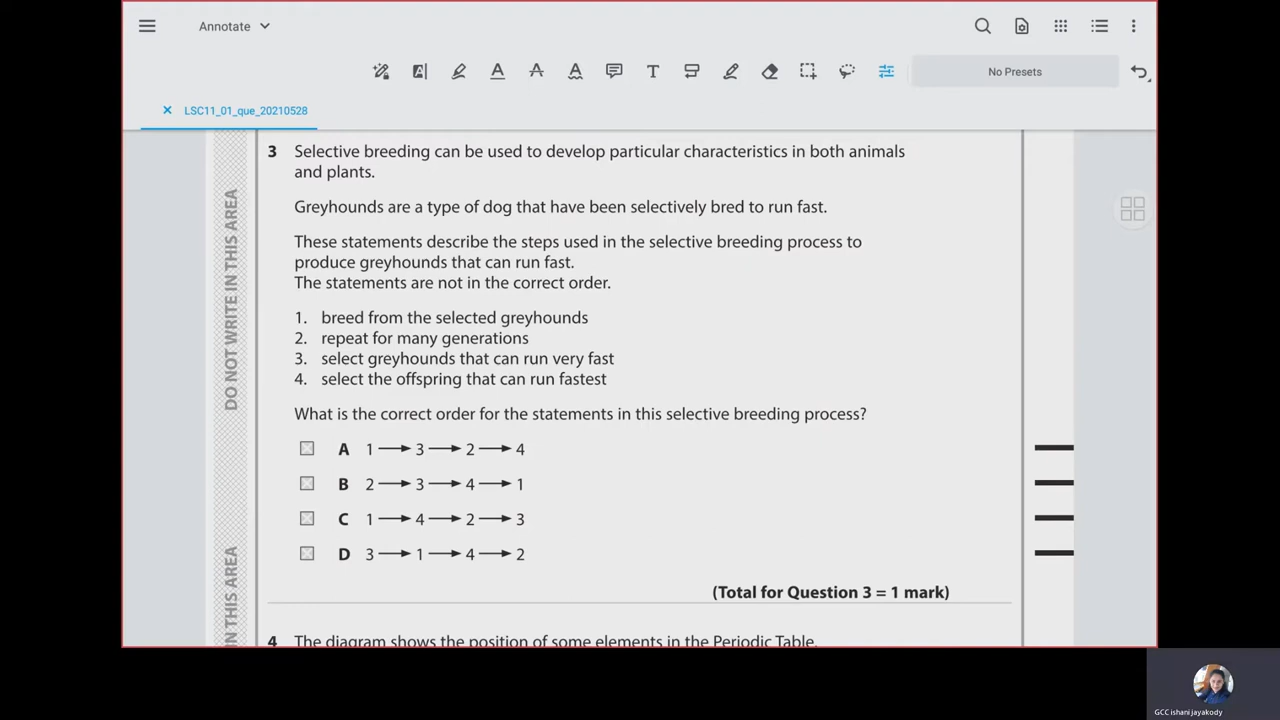 Annotate
No Presets
LSC11_01_que_20210528
3 Selective breeding can be used to develop particular characteristics in both animals
and plants.
Greyhounds are a type of dog that have been selectively bred to run fast.
These statements describe the steps used in the selective breeding process to
produce greyhounds that can run fast.
The statements are not in the correct order.
1. breed from the selected greyhounds
2. repeat for many generations
3. select greyhounds that can run very fast
4. select the offspring that can run fastest
What is the correct order for the statements in this selective breeding process?
A 1 → 3 → 2 → 4
B 2 → 3 → 4 → 1
C 1 → 4 → 2 → 3
D 3 → 1 → 4 → 2
(Total for Question 3 = 1 mark)
4 The diagram shows the position of some elements in the Periodic Table.
DO NOT WRITE IN THIS AREA
IN THIS AREA
GCC ishani jayakody